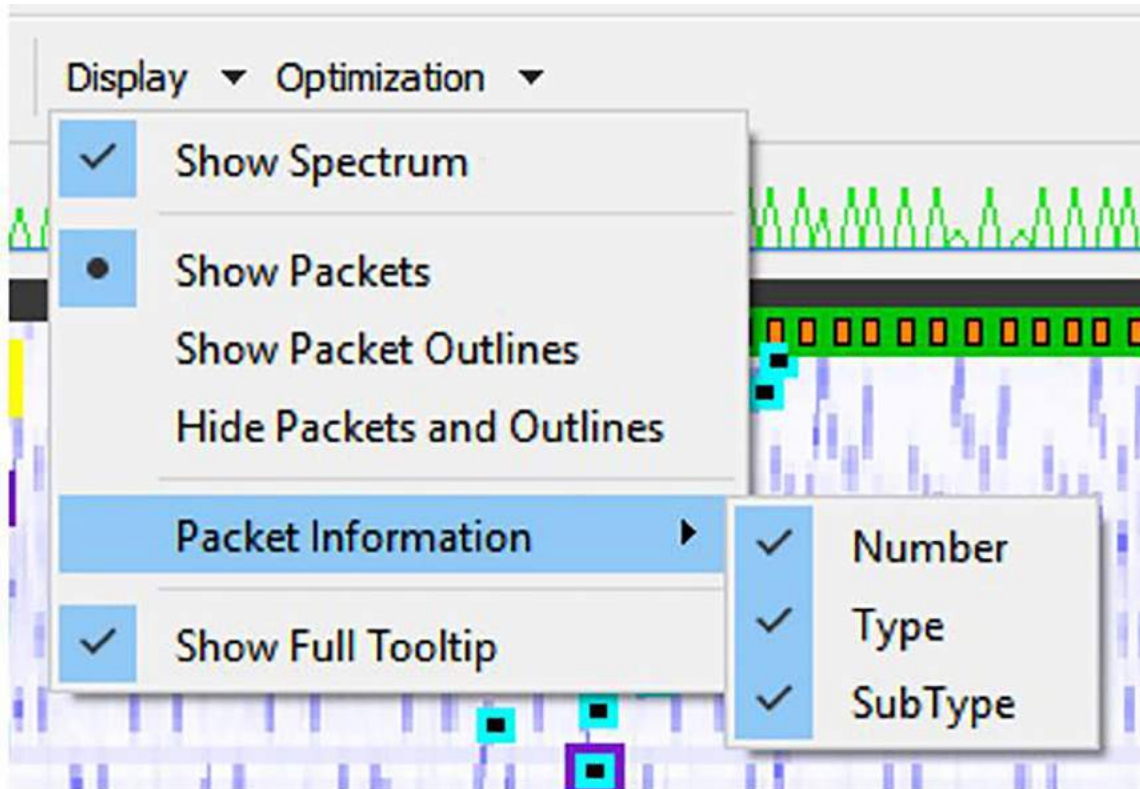 Display Optimization
Show Spectrum
Show Packets
Show Packet Outlines
Hide Packets and Outlines
Packet Information
Number
Type
SubType
Show Full Tooltip